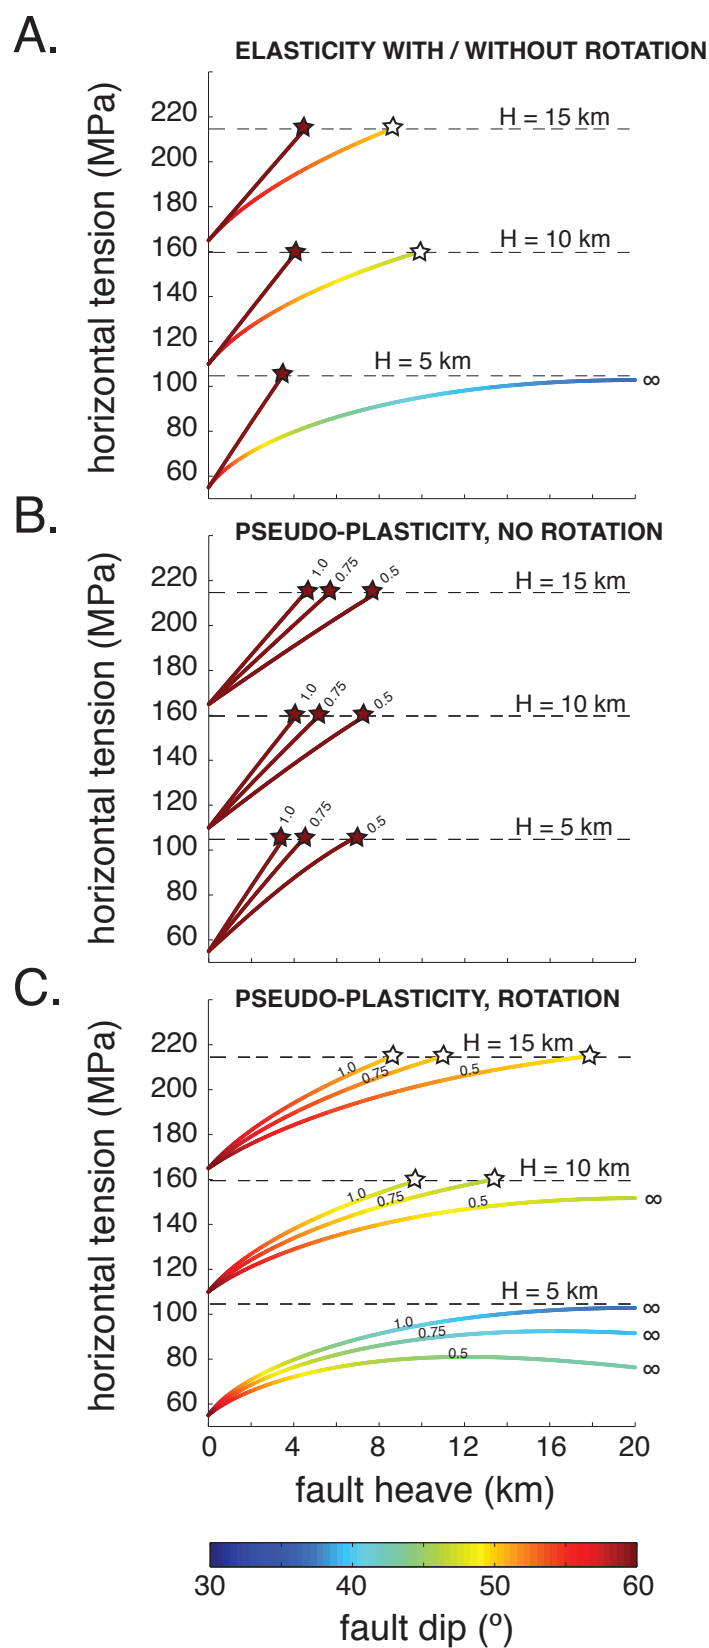 A.
ELASTICITY WITH / WITHOUT ROTATION
horizontal tension (MPa)
220
200
180
160
140
120
100
80
60
H = 15 km
H = 10 km
H = 5 km
∞
B.
PSEUDO-PLASTICITY, NO ROTATION
horizontal tension (MPa)
220
200
180
160
140
120
100
80
60
1.0
0.75
0.5
H = 15 km
1.0
0.75
0.5
H = 10 km
1.0
0.75
0.5
H = 5 km
C.
PSEUDO-PLASTICITY, ROTATION
horizontal tension (MPa)
220
200
180
160
140
120
100
80
60
H = 15 km
1.0
0.75
0.5
H = 10 km
1.0
0.75
0.5
∞
H = 5 km
1.0
0.75
0.5
∞
∞
∞
0 4 8 12 16 20
fault heave (km)
30 40 50 60
fault dip (º)